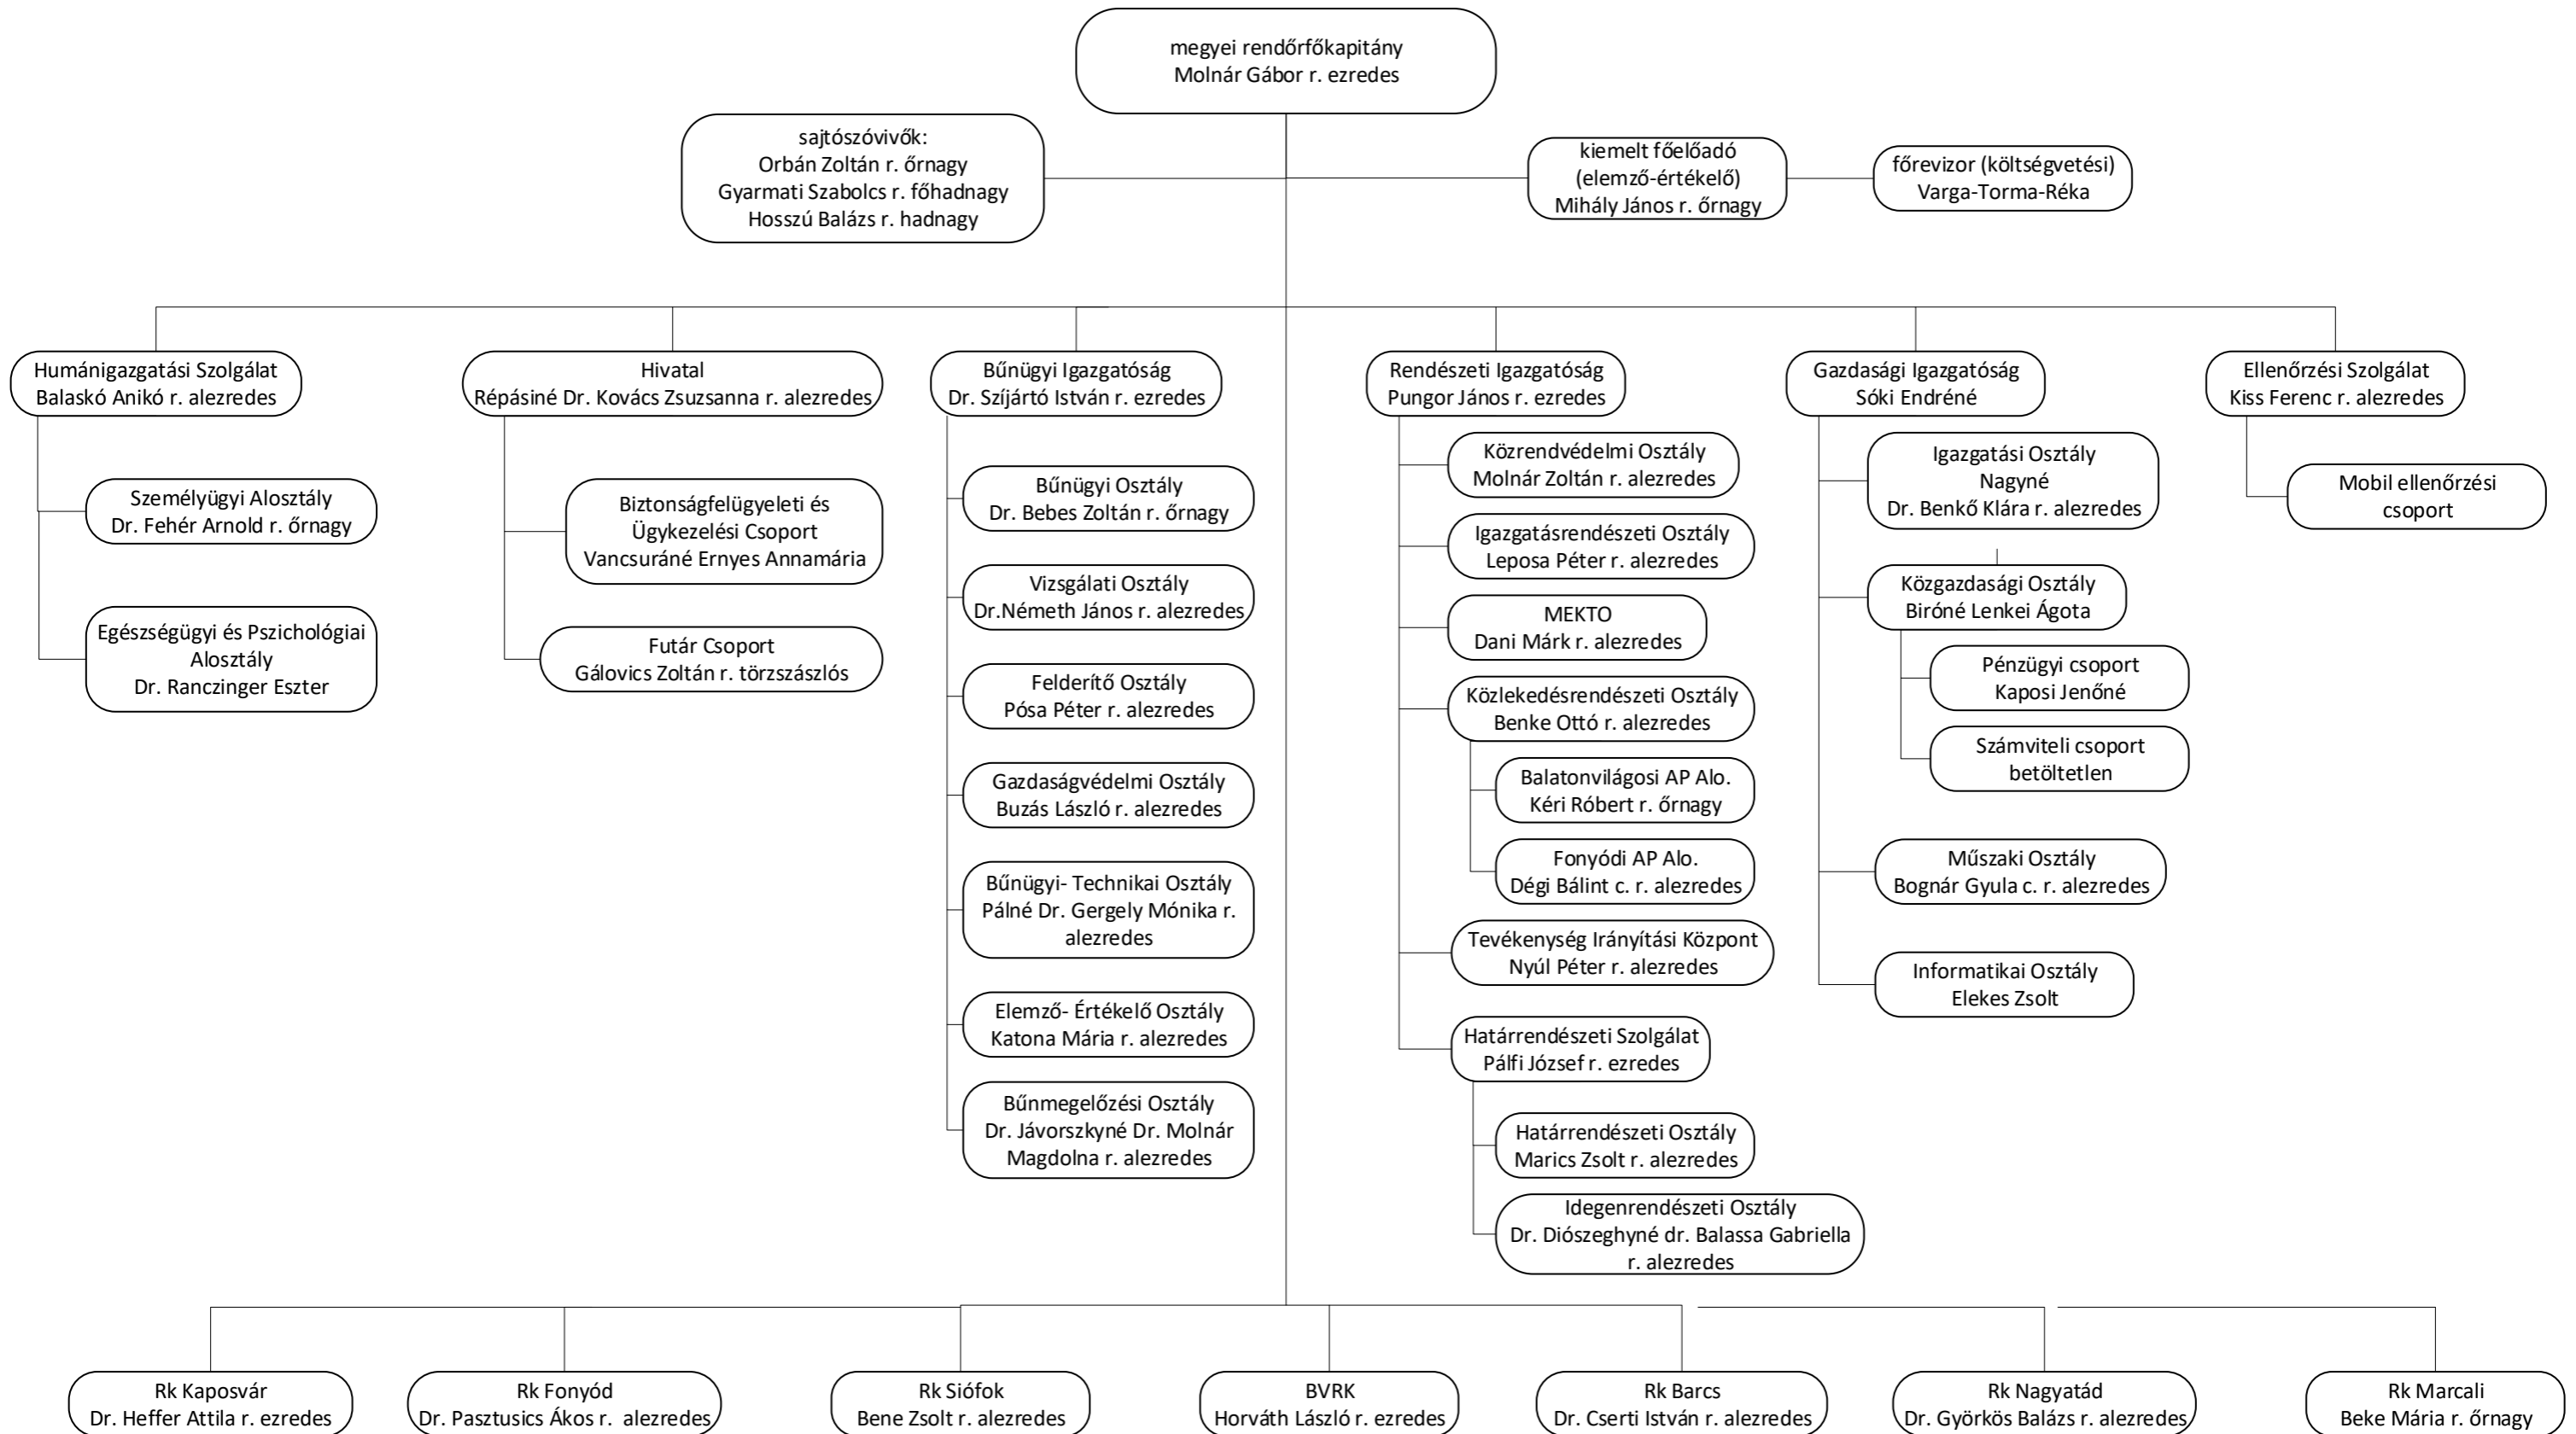 megyei rendőrfőkapitány
Molnár Gábor r. ezredes
sajtószóvivők:
Orbán Zoltán r. őrnagy
Gyarmati Szabolcs r. főhadnagy
Hosszú Balázs r. hadnagy
kiemelt főelőadó
(elemző-értékelő)
Mihály János r. őrnagy
főrevizor (költségvetési)
Varga-Torma-Réka
Humánigazgatási Szolgálat
Balaskó Anikó r. alezredes
Személyügyi Alosztály
Dr. Fehér Arnold r. őrnagy
Egészségügyi és Pszichológiai
Alosztály
Dr. Ranczinger Eszter
Hivatal
Répásiné Dr. Kovács Zsuzsanna r. alezredes
Biztonságfelügyeleti és
Ügykezelési Csoport
Vancsuráné Ernyes Annamária
Futár Csoport
Gálovics Zoltán r. törzszászlós
Bűnügyi Igazgatóság
Dr. Szíjártó István r. ezredes
Bűnügyi Osztály
Dr. Bebes Zoltán r. őrnagy
Vizsgálati Osztály
Dr.Németh János r. alezredes
Felderítő Osztály
Pósa Péter r. alezredes
Gazdaságvédelmi Osztály
Buzás László r. alezredes
Bűnügyi- Technikai Osztály
Pálné Dr. Gergely Mónika r.
alezredes
Elemző- Értékelő Osztály
Katona Mária r. alezredes
Bűnmegelőzési Osztály
Dr. Jávorszkyné Dr. Molnár
Magdolna r. alezredes
Rendészeti Igazgatóság
Pungor János r. ezredes
Közrendvédelmi Osztály
Molnár Zoltán r. alezredes
Igazgatásrendészeti Osztály
Leposa Péter r. alezredes
MEKTO
Dani Márk r. alezredes
Közlekedésrendészeti Osztály
Benke Ottó r. alezredes
Balatonvilágosi AP Alo.
Kéri Róbert r. őrnagy
Fonyódi AP Alo.
Dégi Bálint c. r. alezredes
Tevékenység Irányítási Központ
Nyúl Péter r. alezredes
Határrendészeti Szolgálat
Pálfi József r. ezredes
Határrendészeti Osztály
Marics Zsolt r. alezredes
Idegenrendészeti Osztály
Dr. Diószeghyné dr. Balassa Gabriella
r. alezredes
Gazdasági Igazgatóság
Sóki Endréné
Igazgatási Osztály
Nagyné
Dr. Benkő Klára r. alezredes
Közgazdasági Osztály
Biróné Lenkei Ágota
Pénzügyi csoport
Kaposi Jenőné
Számviteli csoport
betöltetlen
Műszaki Osztály
Bognár Gyula c. r. alezredes
Informatikai Osztály
Elekes Zsolt
Ellenőrzési Szolgálat
Kiss Ferenc r. alezredes
Mobil ellenőrzési
csoport
Rk Kaposvár
Dr. Heffer Attila r. ezredes
Rk Fonyód
Dr. Pasztusics Ákos r. alezredes
Rk Siófok
Bene Zsolt r. alezredes
BVRK
Horváth László r. ezredes
Rk Barcs
Dr. Cserti István r. alezredes
Rk Nagyatád
Dr. Györkös Balázs r. alezredes
Rk Marcali
Beke Mária r. őrnagy